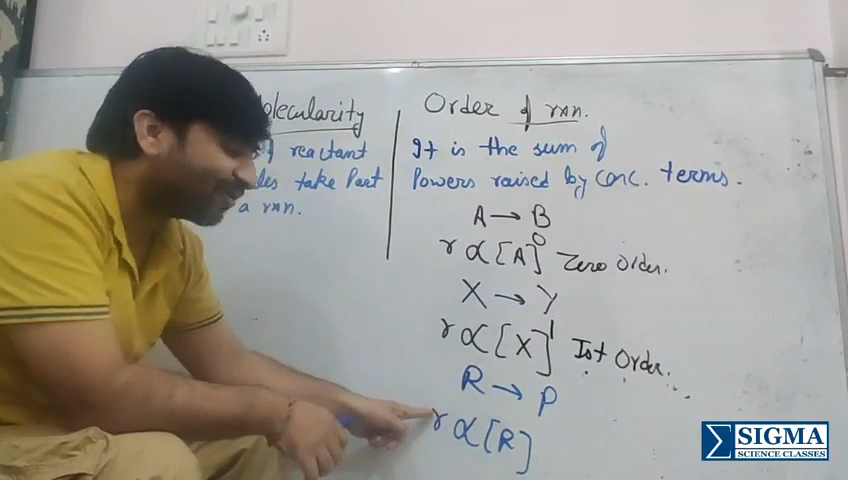 olecularity
reactant
les take Part
a rxn.
Order of rxn.
It is the sum of
Powers raised by conc. terms.
A → B
r ∝ [A]⁰ Zero Order.
X → Y
r ∝ [X]¹ Ist Order.
R → P
r ∝ [R]
Σ SIGMA
SCIENCE CLASSES